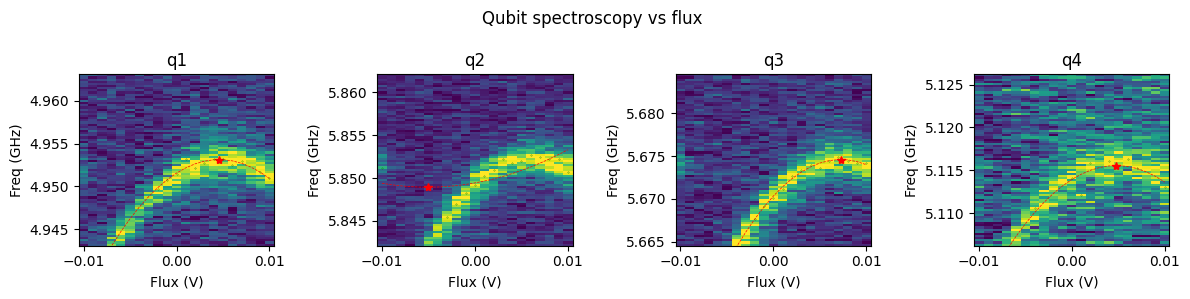 Qubit spectroscopy vs flux
q1
q2
q3
q4
Freq (GHz)
4.960
4.955
4.950
4.945
−0.01
0.00
0.01
Flux (V)
Freq (GHz)
5.860
5.855
5.850
5.845
−0.01
0.00
0.01
Flux (V)
Freq (GHz)
5.680
5.675
5.670
5.665
−0.01
0.00
0.01
Flux (V)
Freq (GHz)
5.125
5.120
5.115
5.110
−0.01
0.00
0.01
Flux (V)